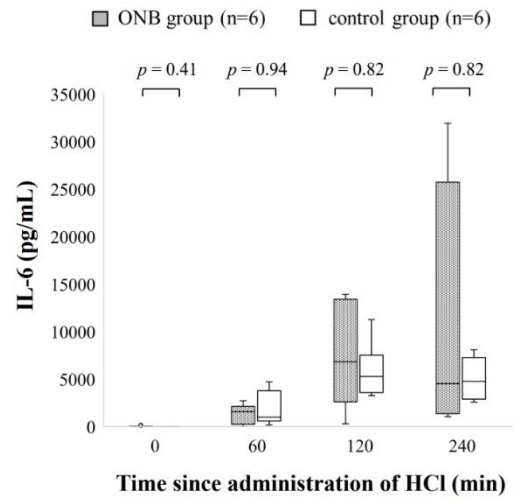 ONB group (n=6) control group (n=6)
p = 0.41 p = 0.94 p = 0.82 p = 0.82
35000
30000
25000
20000
15000
10000
5000
0
IL-6 (pg/mL)
0 60 120 240
Time since administration of HCl (min)